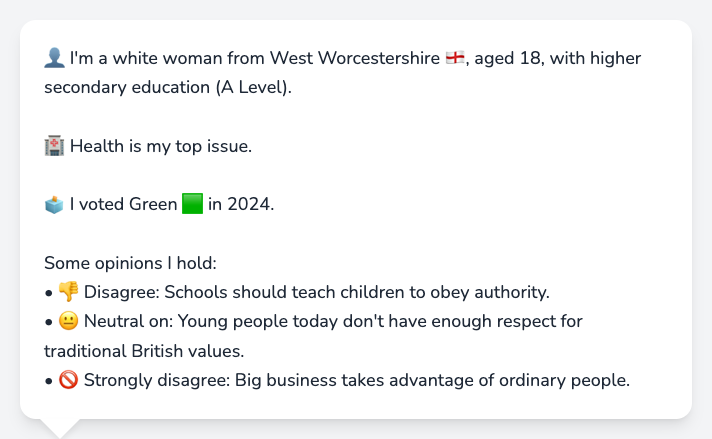 👤 I'm a white woman from West Worcestershire 🏴󠁧󠁢󠁥󠁮󠁧󠁿, aged 18, with higher
secondary education (A Level).
🏥 Health is my top issue.
🗳️ I voted Green 🟩 in 2024.
Some opinions I hold:
• 👎 Disagree: Schools should teach children to obey authority.
• 😐 Neutral on: Young people today don't have enough respect for
traditional British values.
• 🚫 Strongly disagree: Big business takes advantage of ordinary people.